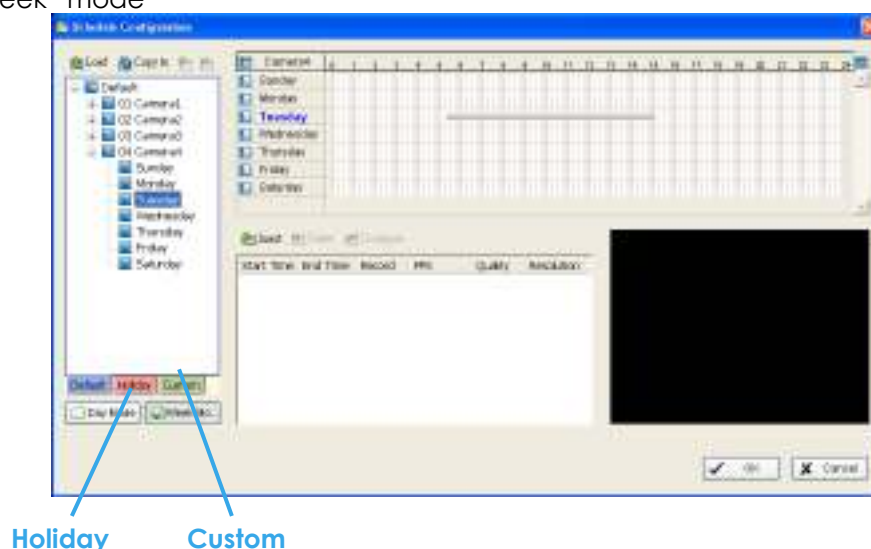 eek" mode
Schedule Configuration
Load Copy to
Default
01 Camera1
02 Camera2
03 Camera3
04 Camera4
Sunday
Monday
Tuesday
Wednesday
Thursday
Friday
Saturday
Default Holiday Custom
Day Mode Week Mo..
Camera4
Sunday
Monday
Tuesday
Wednesday
Thursday
Friday
Saturday
Insert
Start Time End Time Record FPS Quality Resolution
OK Cancel
Holiday Custom